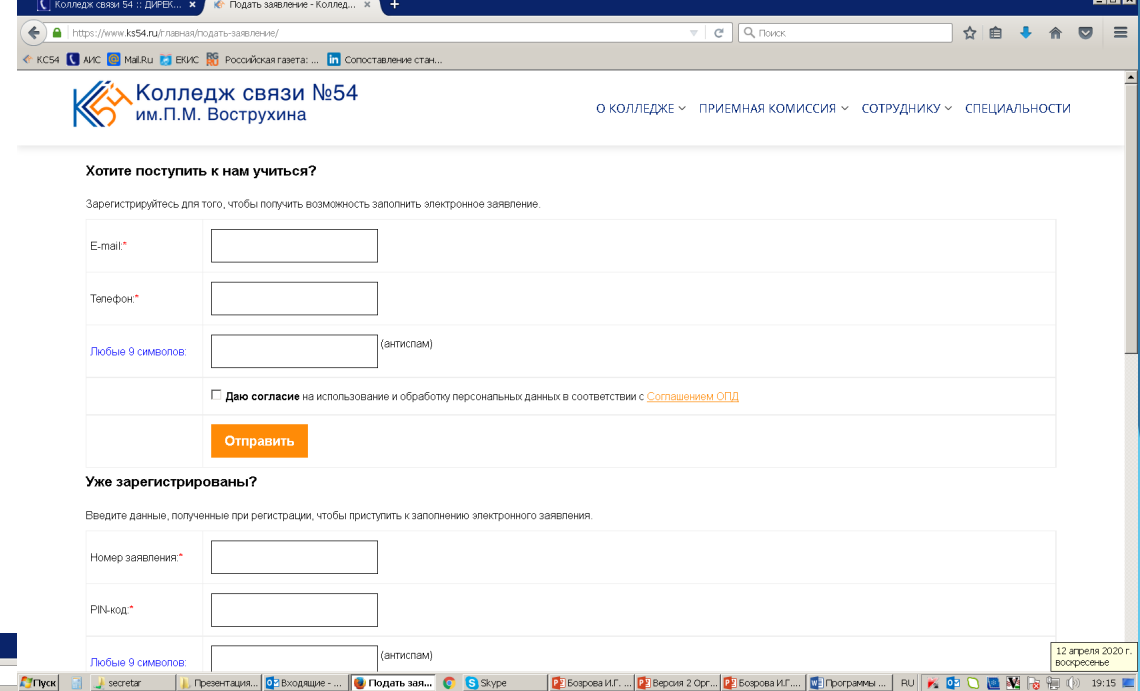 Колледж связи 54 :: ДИРЕК... × Подать заявление - Коллед... × +
https://www.ks54.ru/главная/подать-заявление/ Поиск
КС54 АИС Mail.Ru ЕКИС Российская газета: ... Сопоставление стан...
Колледж связи №54
им.П.М. Вострухина
О КОЛЛЕДЖЕ ПРИЕМНАЯ КОМИССИЯ СОТРУДНИКУ СПЕЦИАЛЬНОСТИ
Хотите поступить к нам учиться?
Зарегистрируйтесь для того, чтобы получить возможность заполнить электронное заявление.
E-mail:*
Телефон:*
Любые 9 символов: (антиспам)
Даю согласие на использование и обработку персональных данных в соответствии с Соглашением ОПД
Отправить
Уже зарегистрированы?
Введите данные, полученные при регистрации, чтобы приступить к заполнению электронного заявления.
Номер заявления:*
PIN-код:*
Любые 9 символов: (антиспам)
12 апреля 2020 г.
воскресенье
Пуск secretar Презентация... Входящие - ... Подать зая... Skype Бозрова И.Г. ... Версия 2 Орг... Бозрова И.Г.... Программы ... RU 19:15